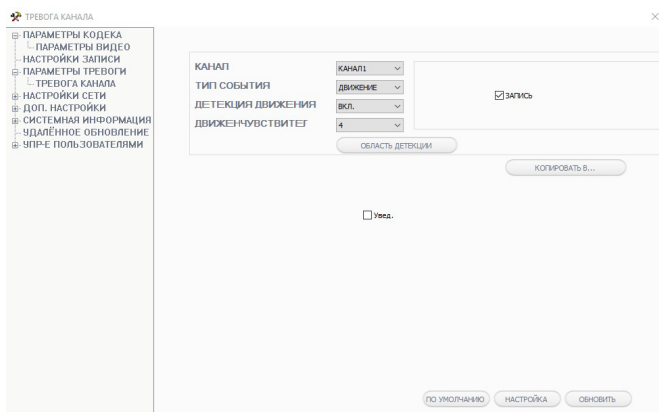 ТРЕВОГА КАНАЛА
ПАРАМЕТРЫ КОДЕКА
ПАРАМЕТРЫ ВИДЕО
НАСТРОЙКИ ЗАПИСИ
ПАРАМЕТРЫ ТРЕВОГИ
ТРЕВОГА КАНАЛА
НАСТРОЙКИ СЕТИ
ДОП. НАСТРОЙКИ
СИСТЕМНАЯ ИНФОРМАЦИЯ
УДАЛЁННОЕ ОБНОВЛЕНИЕ
УПР-Е ПОЛЬЗОВАТЕЛЯМИ
КАНАЛ КАНАЛ1
ТИП СОБЫТИЯ ДВИЖЕНИЕ
ЗАПИСЬ
ДЕТЕКЦИЯ ДВИЖЕНИЯ ВКЛ.
ДВИЖЕНЧУВСТВИТЕГ 4
ОБЛАСТЬ ДЕТЕКЦИИ
КОПИРОВАТЬ В...
Увед.
ПО УМОЛЧАНИЮ НАСТРОЙКА ОБНОВИТЬ